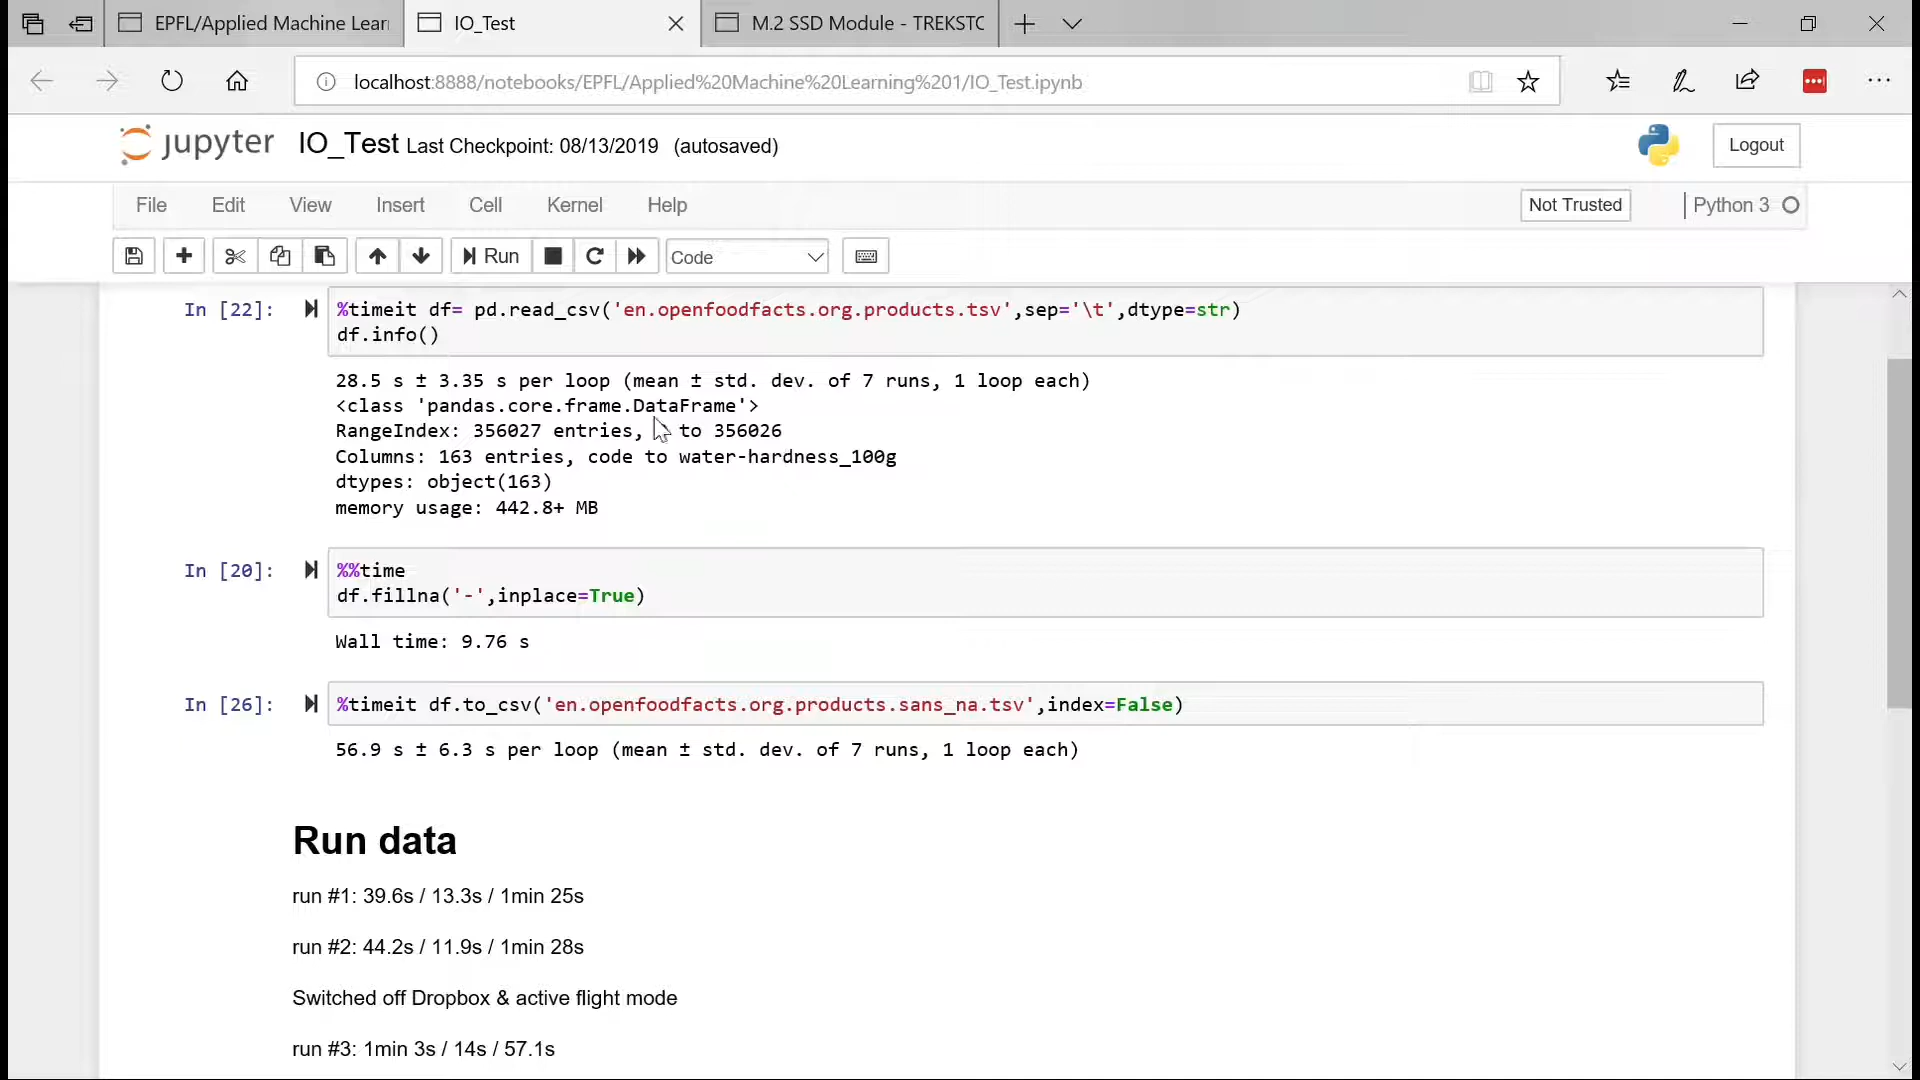 EPFL/Applied Machine Lear
IO_Test
M.2 SSD Module - TREKSTC
localhost:8888/notebooks/EPFL/Applied%20Machine%20Learning%201/IO_Test.ipynb
jupyter IO_Test Last Checkpoint: 08/13/2019 (autosaved)
Logout
File Edit View Insert Cell Kernel Help
Not Trusted
Python 3
Run
Code
In [22]:
%timeit df= pd.read_csv('en.openfoodfacts.org.products.tsv',sep='\t',dtype=str)
df.info()
28.5 s ± 3.35 s per loop (mean ± std. dev. of 7 runs, 1 loop each)
<class 'pandas.core.frame.DataFrame'>
RangeIndex: 356027 entries, to 356026
Columns: 163 entries, code to water-hardness_100g
dtypes: object(163)
memory usage: 442.8+ MB
In [20]:
%%time
df.fillna('-',inplace=True)
Wall time: 9.76 s
In [26]:
%timeit df.to_csv('en.openfoodfacts.org.products.sans_na.tsv',index=False)
56.9 s ± 6.3 s per loop (mean ± std. dev. of 7 runs, 1 loop each)
Run data
run #1: 39.6s / 13.3s / 1min 25s
run #2: 44.2s / 11.9s / 1min 28s
Switched off Dropbox & active flight mode
run #3: 1min 3s / 14s / 57.1s